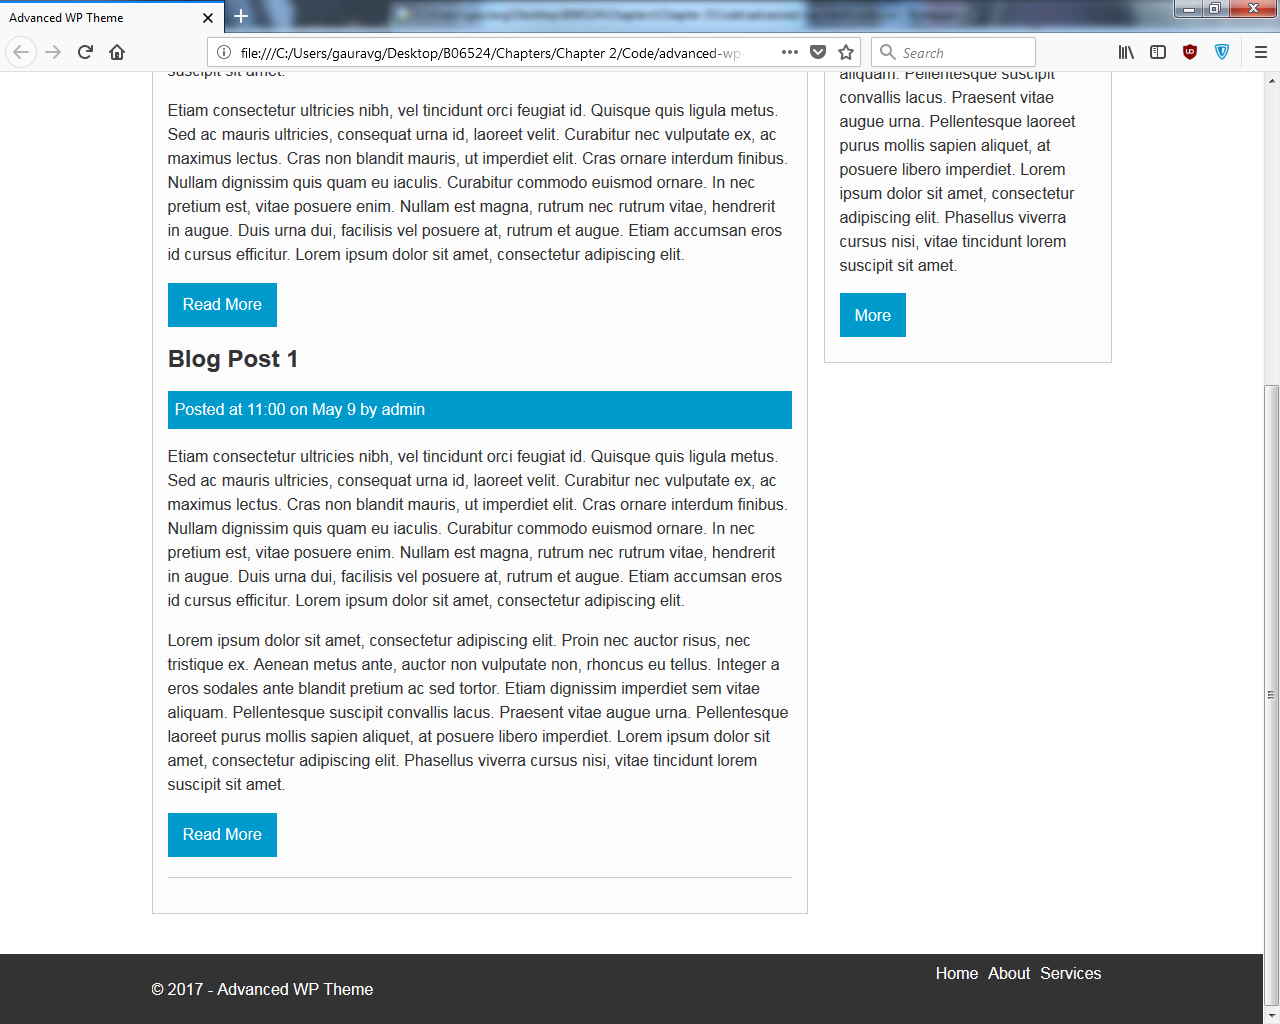 Advanced WP Theme
file:///C:/Users/gauravg/Desktop/B06524/Chapters/Chapter 2/Code/advanced-wp-
Search
suscipit sit amet.
Etiam consectetur ultricies nibh, vel tincidunt orci feugiat id. Quisque quis ligula metus.
Sed ac mauris ultricies, consequat urna id, laoreet velit. Curabitur nec vulputate ex, ac
maximus lectus. Cras non blandit mauris, ut imperdiet elit. Cras ornare interdum finibus.
Nullam dignissim quis quam eu iaculis. Curabitur commodo euismod ornare. In nec
pretium est, vitae posuere enim. Nullam est magna, rutrum nec rutrum vitae, hendrerit
in augue. Duis urna dui, facilisis vel posuere at, rutrum et augue. Etiam accumsan eros
id cursus efficitur. Lorem ipsum dolor sit amet, consectetur adipiscing elit.
Read More
Blog Post 1
Posted at 11:00 on May 9 by admin
Etiam consectetur ultricies nibh, vel tincidunt orci feugiat id. Quisque quis ligula metus.
Sed ac mauris ultricies, consequat urna id, laoreet velit. Curabitur nec vulputate ex, ac
maximus lectus. Cras non blandit mauris, ut imperdiet elit. Cras ornare interdum finibus.
Nullam dignissim quis quam eu iaculis. Curabitur commodo euismod ornare. In nec
pretium est, vitae posuere enim. Nullam est magna, rutrum nec rutrum vitae, hendrerit
in augue. Duis urna dui, facilisis vel posuere at, rutrum et augue. Etiam accumsan eros
id cursus efficitur. Lorem ipsum dolor sit amet, consectetur adipiscing elit.
Lorem ipsum dolor sit amet, consectetur adipiscing elit. Proin nec auctor risus, nec
tristique ex. Aenean metus ante, auctor non vulputate non, rhoncus eu tellus. Integer a
eros sodales ante blandit pretium ac sed tortor. Etiam dignissim imperdiet sem vitae
aliquam. Pellentesque suscipit convallis lacus. Praesent vitae augue urna. Pellentesque
laoreet purus mollis sapien aliquet, at posuere libero imperdiet. Lorem ipsum dolor sit
amet, consectetur adipiscing elit. Phasellus viverra cursus nisi, vitae tincidunt lorem
suscipit sit amet.
Read More
aliquam. Pellentesque suscipit
convallis lacus. Praesent vitae
augue urna. Pellentesque laoreet
purus mollis sapien aliquet, at
posuere libero imperdiet. Lorem
ipsum dolor sit amet, consectetur
adipiscing elit. Phasellus viverra
cursus nisi, vitae tincidunt lorem
suscipit sit amet.
More
© 2017 - Advanced WP Theme
Home About Services